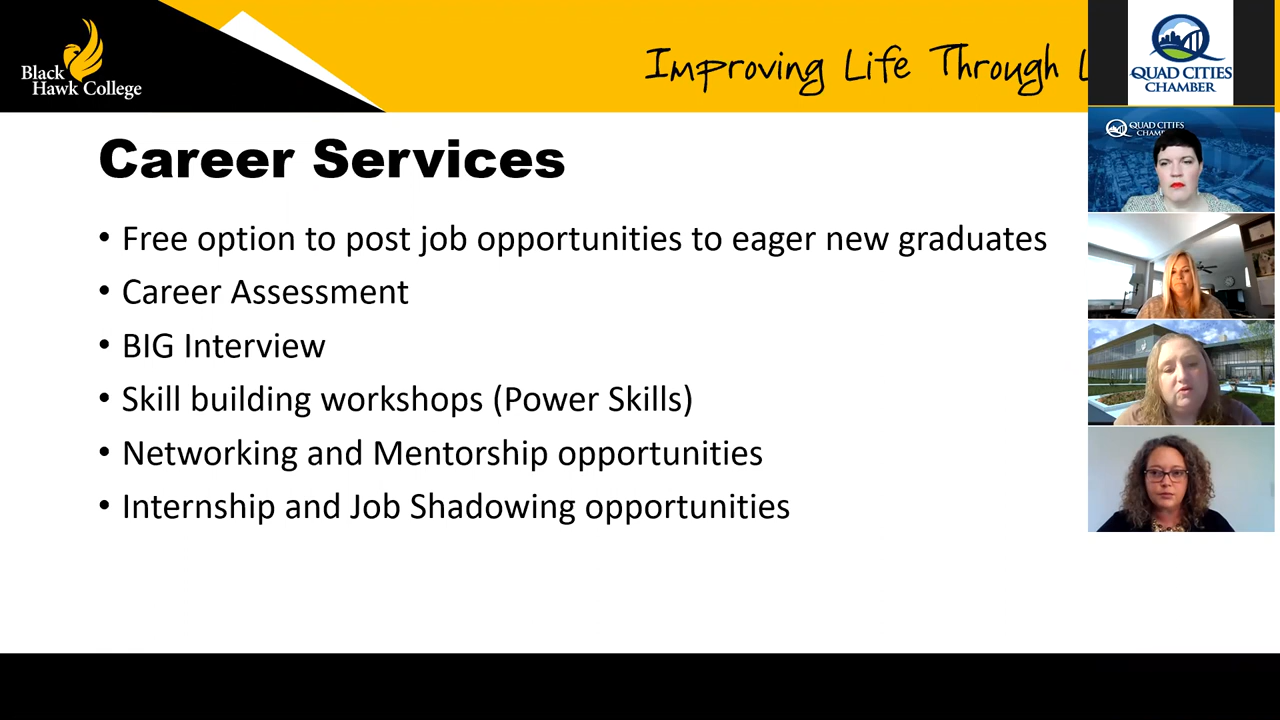 Black
Hawk College
Improving Life Through L
QUAD CITIES
CHAMBER
QUAD CITIES
Career Services
• Free option to post job opportunities to eager new graduates
• Career Assessment
• BIG Interview
• Skill building workshops (Power Skills)
• Networking and Mentorship opportunities
• Internship and Job Shadowing opportunities